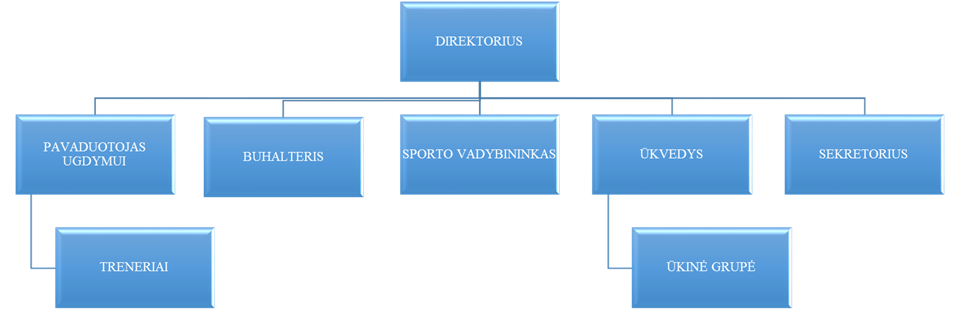 DIREKTORIUS
PAVADUOTOJAS
UGDYMUI
BUHALTERIS
SPORTO VADYBININKAS
ŪKVEDYS
SEKRETORIUS
TRENERIAI
ŪKINĖ GRUPĖ